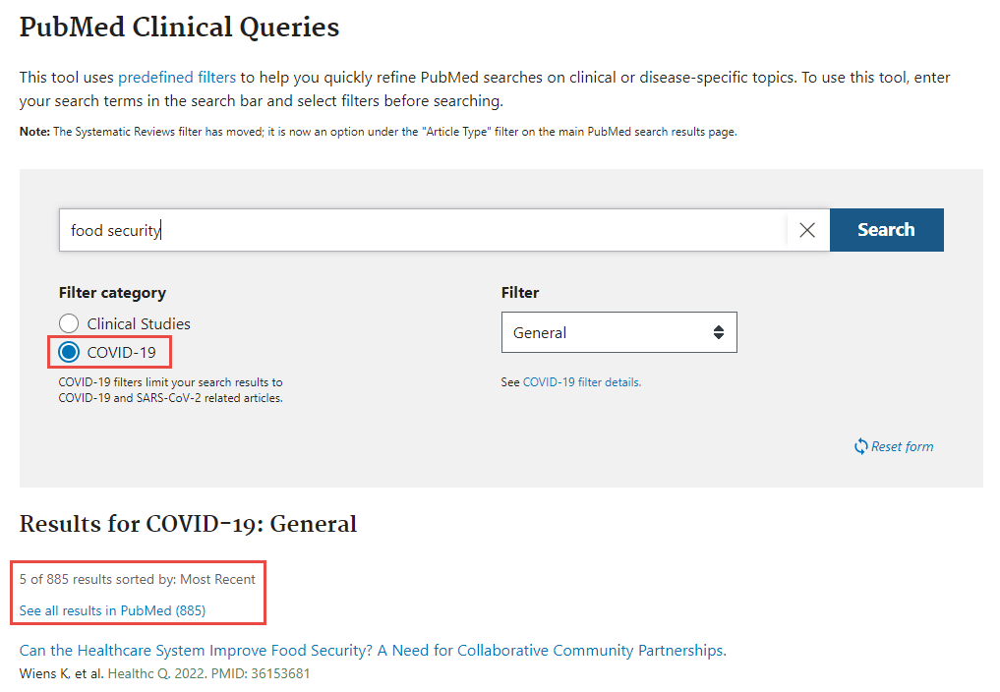 PubMed Clinical Queries
This tool uses predefined filters to help you quickly refine PubMed searches on clinical or disease-specific topics. To use this tool, enter
your search terms in the search bar and select filters before searching.
Note: The Systematic Reviews filter has moved; it is now an option under the "Article Type" filter on the main PubMed search results page.
food security
Search
Filter category
Filter
Clinical Studies
General
COVID-19
COVID-19 filters limit your search results to
COVID-19 and SARS-CoV-2 related articles.
See COVID-19 filter details.
Reset form
Results for COVID-19: General
5 of 885 results sorted by: Most Recent
See all results in PubMed (885)
Can the Healthcare System Improve Food Security? A Need for Collaborative Community Partnerships.
Wiens K, et al. Healthc Q. 2022. PMID: 36153681